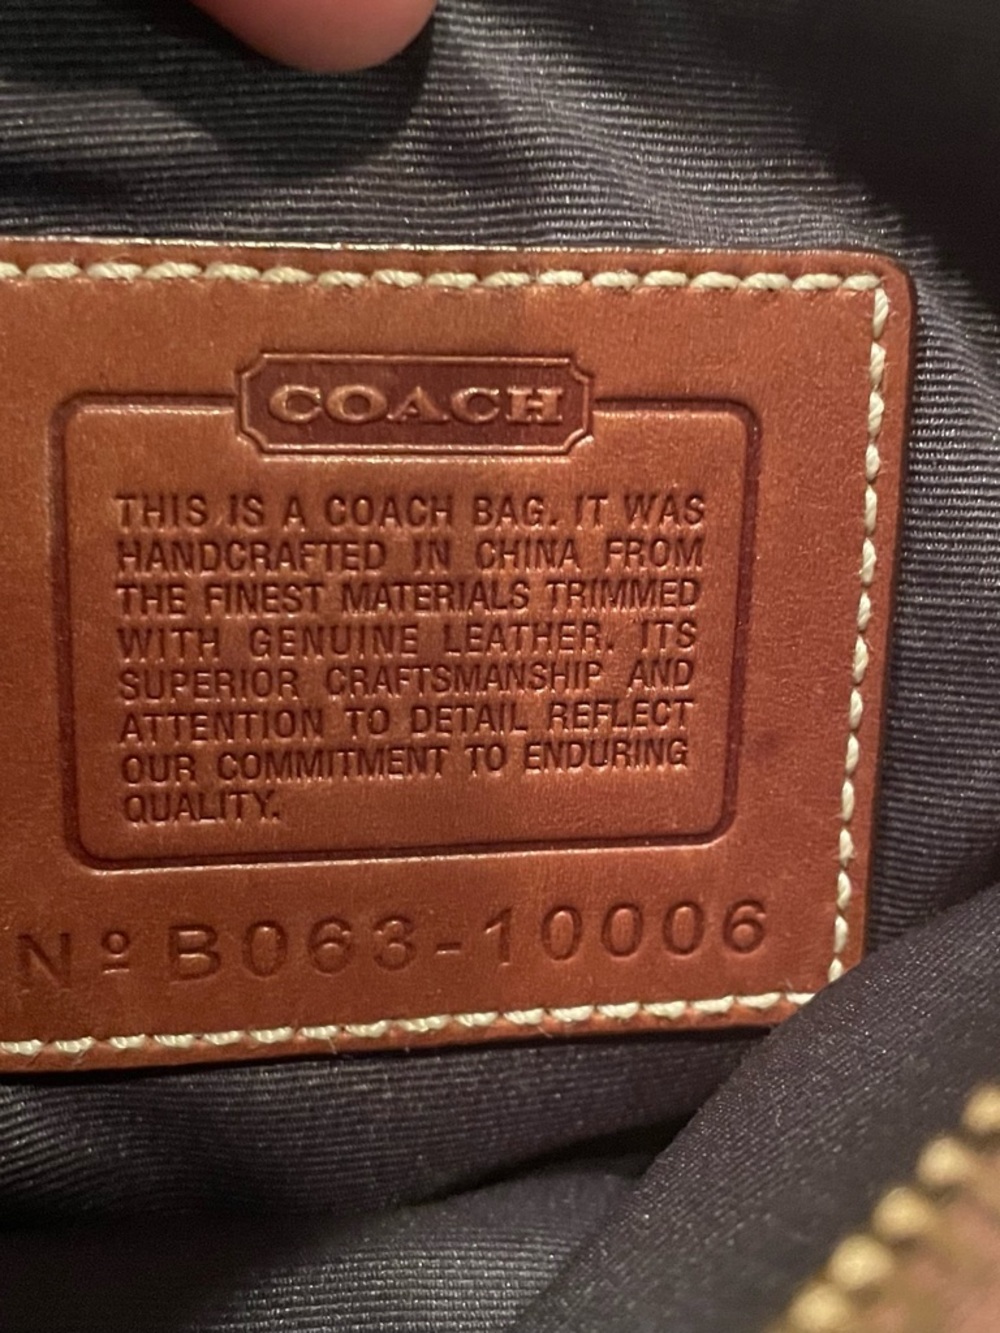 COACH
THIS IS A COACH BAG. IT WAS
HANDCRAFTED IN CHINA FROM
THE FINEST MATERIALS TRIMMED
WITH GENUINE LEATHER. ITS
SUPERIOR CRAFTSMANSHIP AND
ATTENTION TO DETAIL REFLECT
OUR COMMITMENT TO ENDURING
QUALITY.
Nº B063-10006